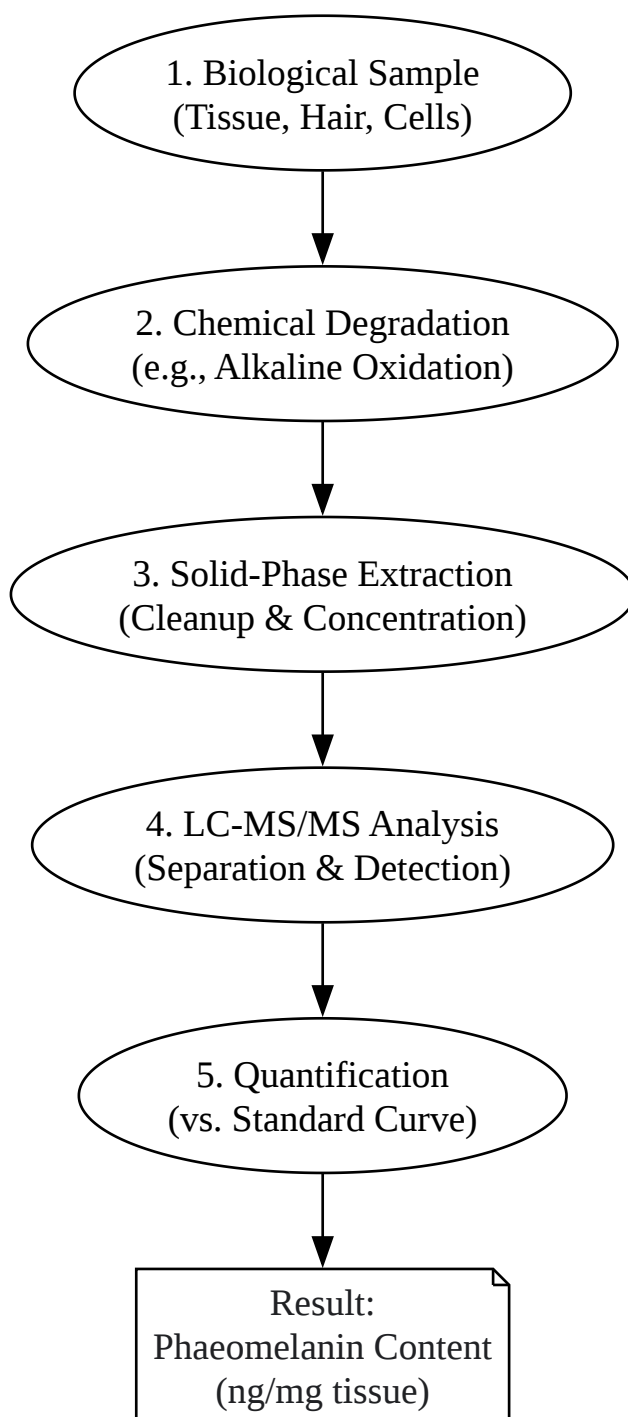 1. Biological Sample
(Tissue, Hair, Cells)
2. Chemical Degradation
(e.g., Alkaline Oxidation)
3. Solid-Phase Extraction
(Cleanup & Concentration)
4. LC-MS/MS Analysis
(Separation & Detection)
5. Quantification
(vs. Standard Curve)
Result:
Phaeomelanin Content
(ng/mg tissue)